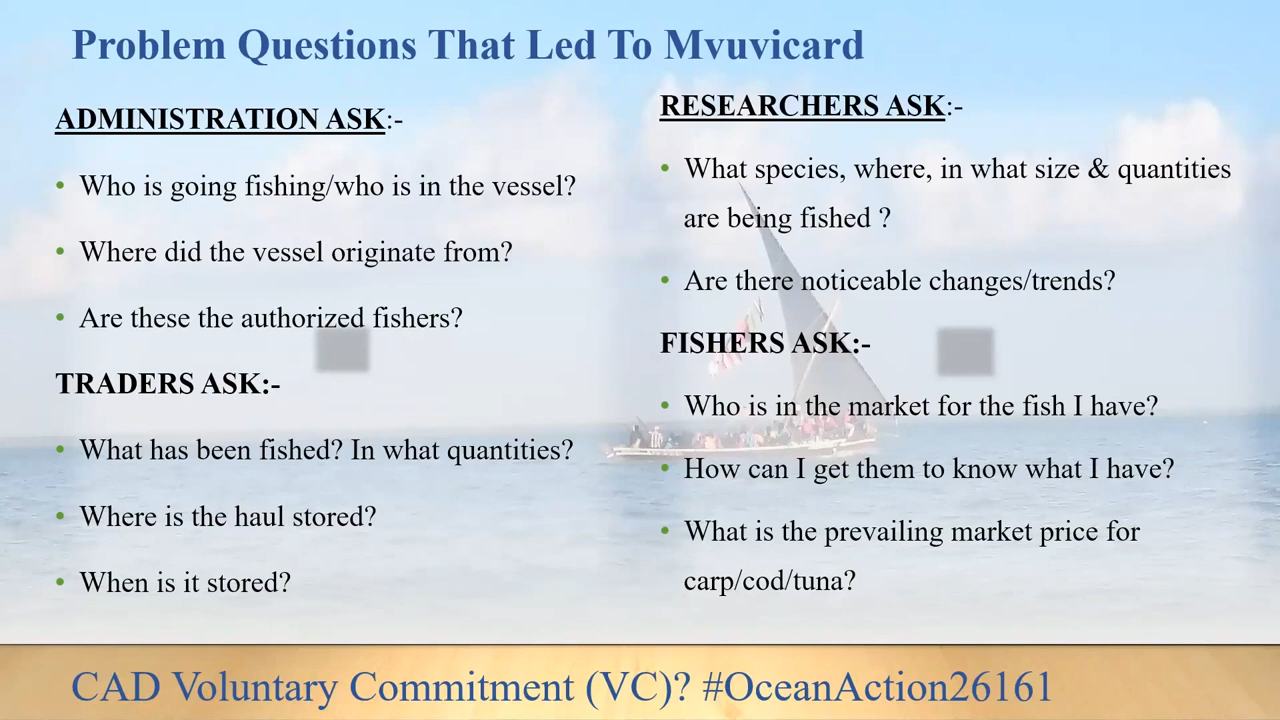 Problem Questions That Led To Mvuvicard
ADMINISTRATION ASK:-
• Who is going fishing/who is in the vessel?
• Where did the vessel originate from?
• Are these the authorized fishers?
TRADERS ASK:-
• What has been fished? In what quantities?
• Where is the haul stored?
• When is it stored?
RESEARCHERS ASK:-
• What species, where, in what size & quantities
are being fished ?
• Are there noticeable changes/trends?
FISHERS ASK:-
• Who is in the market for the fish I have?
• How can I get them to know what I have?
• What is the prevailing market price for
carp/cod/tuna?
CAD Voluntary Commitment (VC)? #OceanAction26161